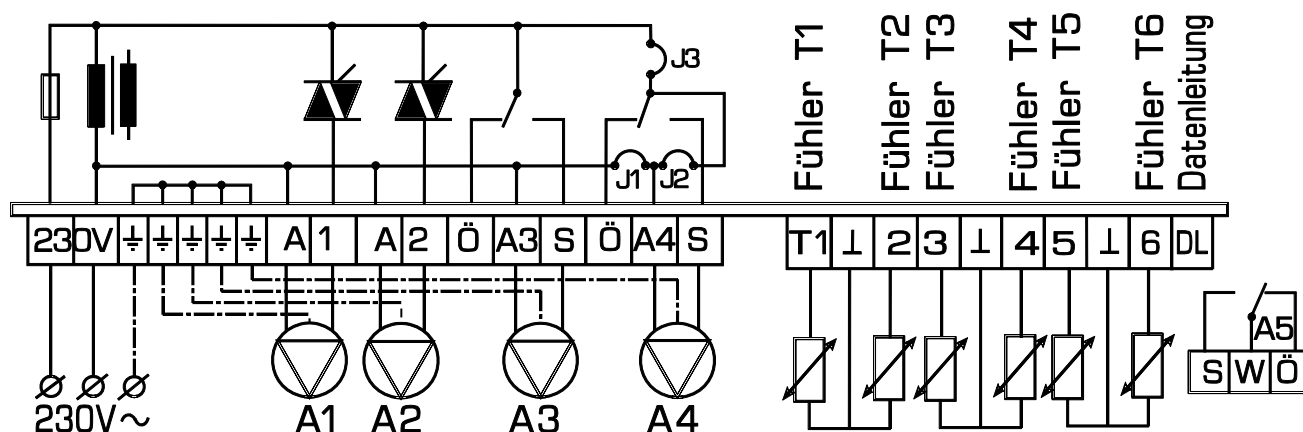 J3
J1 J2
Fühler T1
Fühler T2
Fühler T3
Fühler T4
Fühler T5
Fühler T6
Datenleitung
230V A 1 A 2 Ö A3 S Ö A4 S
T1 ⊥ 2 3 ⊥ 4 5 ⊥ 6 DL
A5
S W Ö
230V~ A1 A2 A3 A4